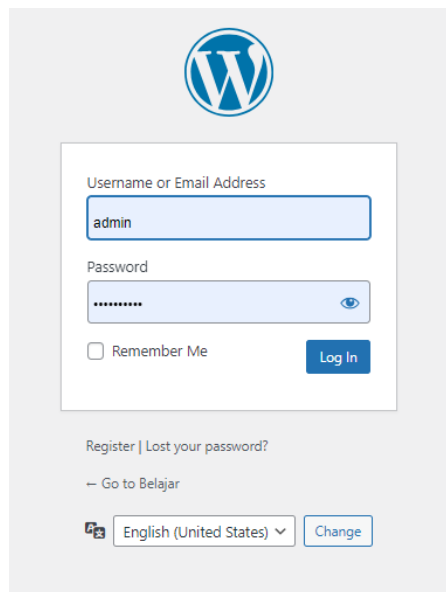 Username or Email Address
admin
Password
••••••••••
Remember Me
Log In
Register | Lost your password?
← Go to Belajar
English (United States)
Change